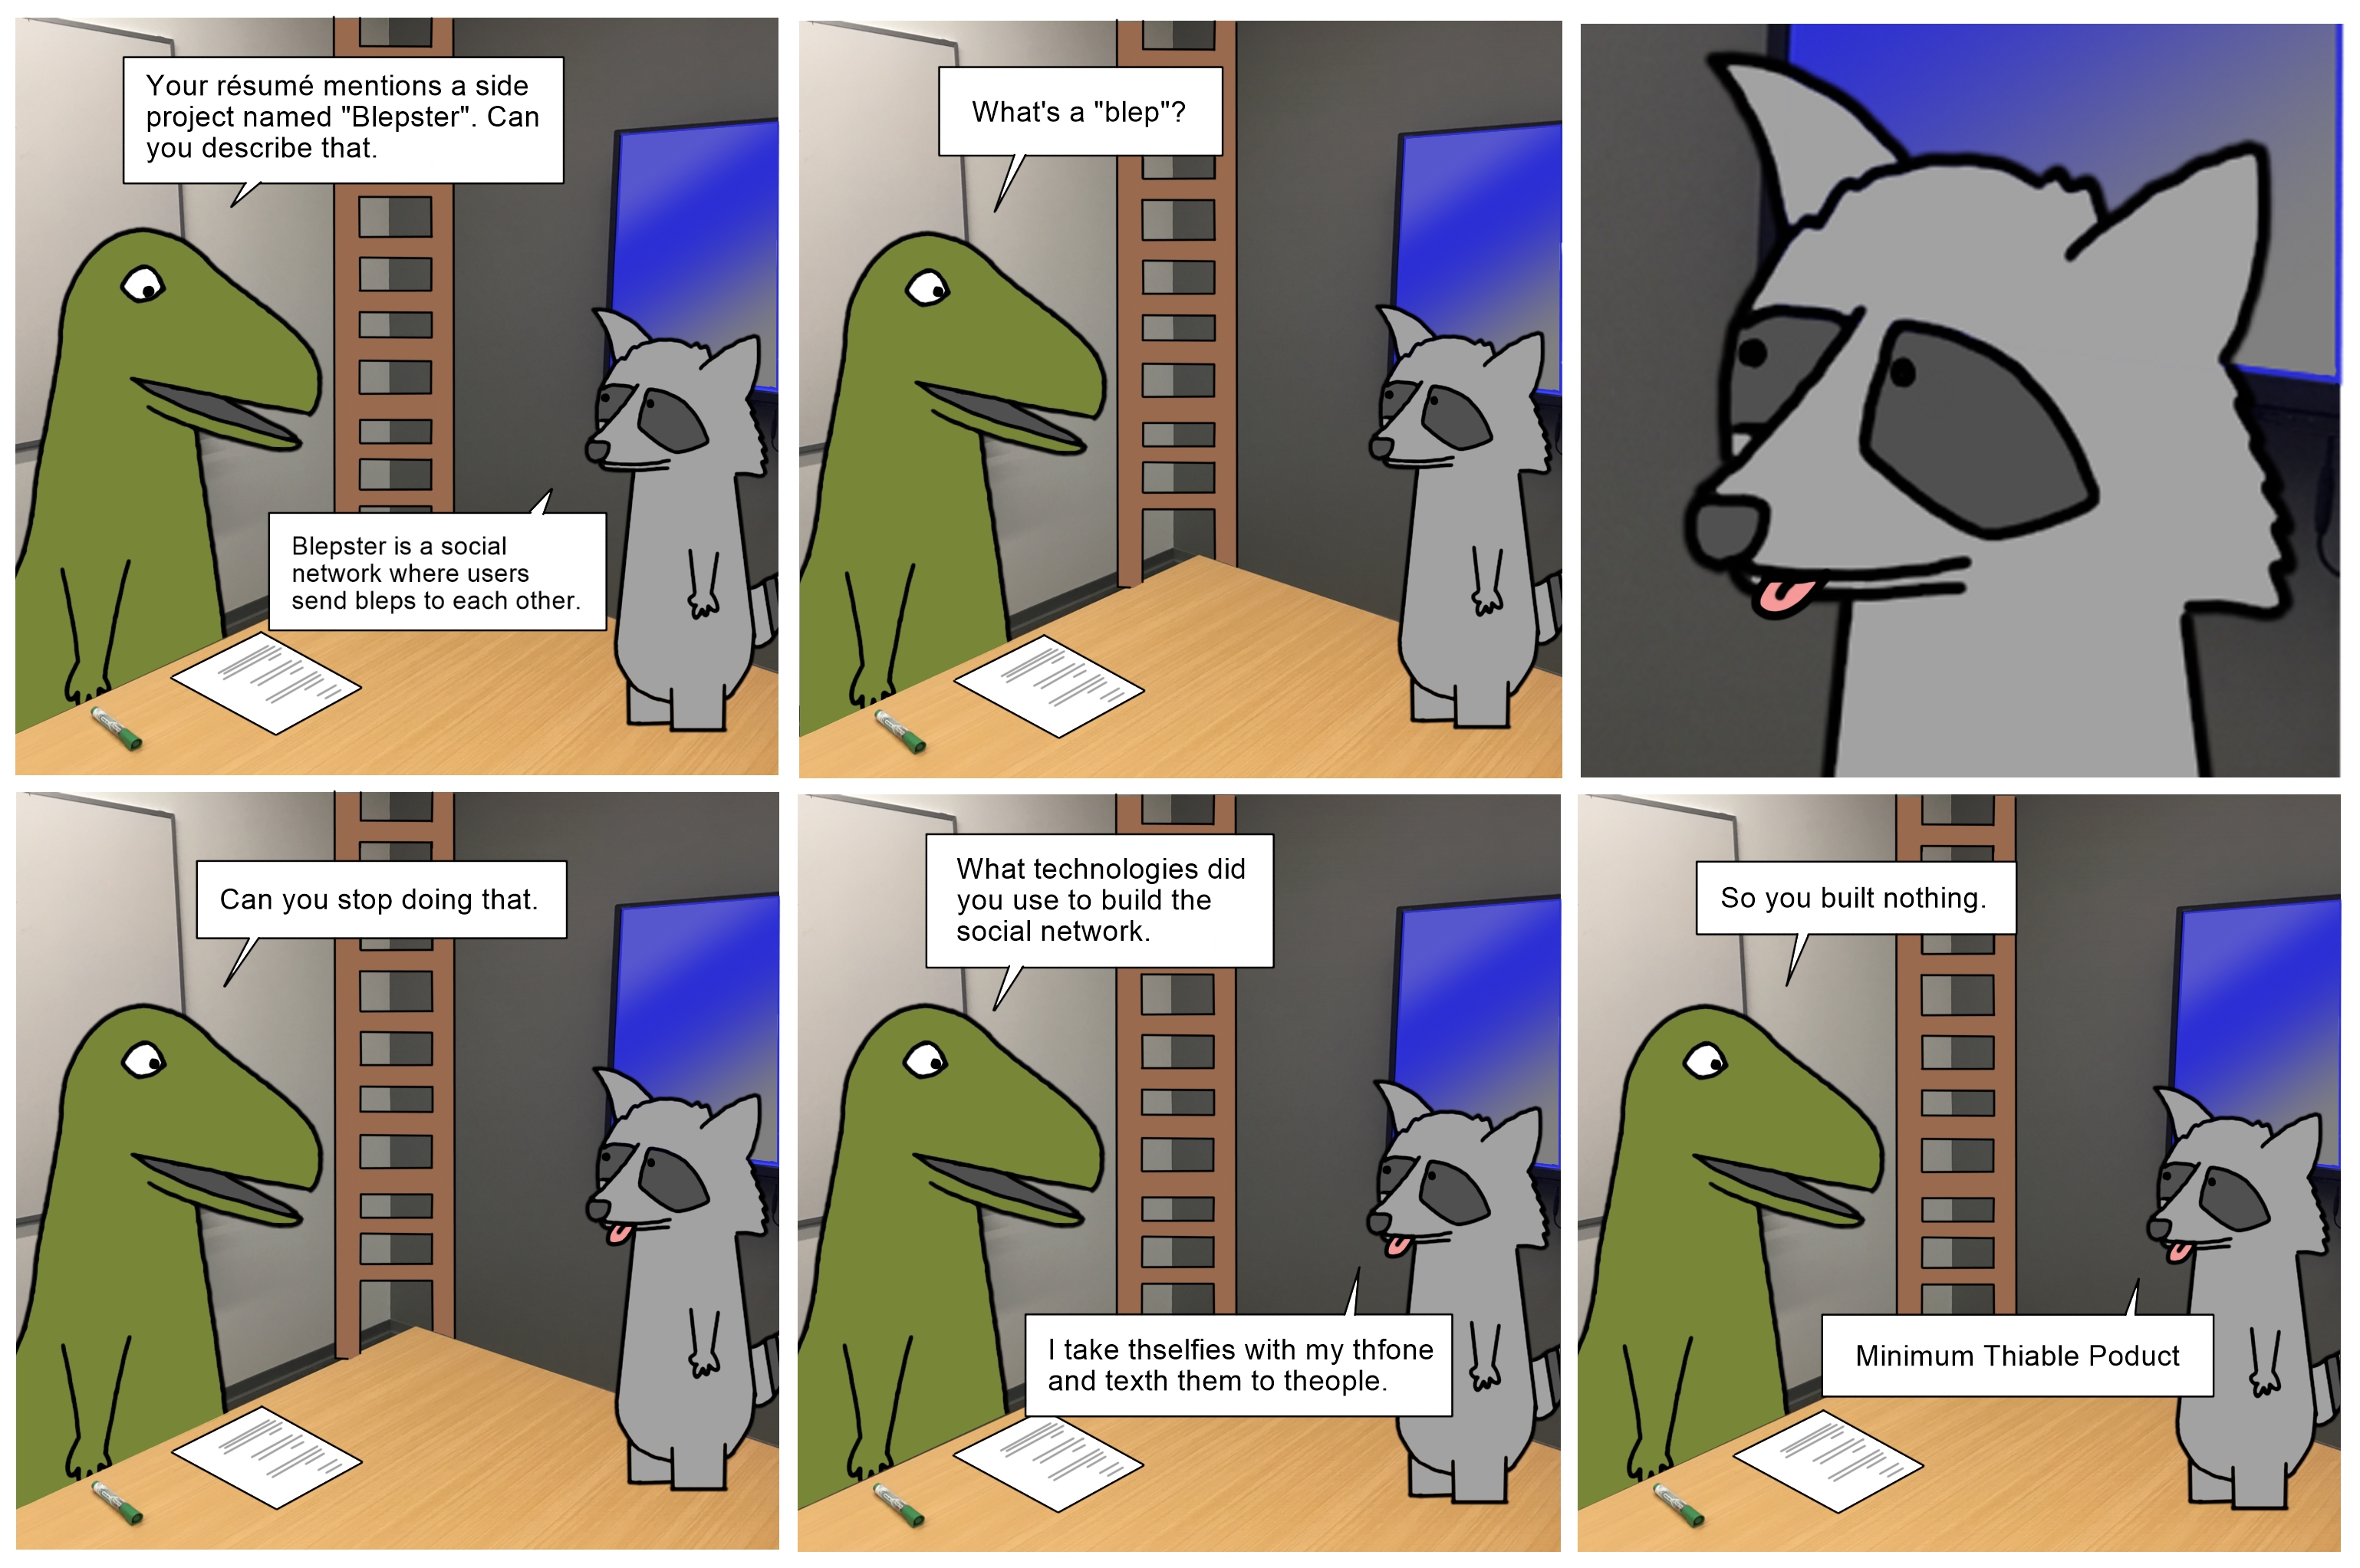 Your résumé mentions a side
project named "Blepster". Can
you describe that.
Blepster is a social
network where users
send bleps to each other.
What's a "blep"?
Can you stop doing that.
What technologies did
you use to build the
social network.
I take thselfies with my thfone
and texth them to theople.
So you built nothing.
Minimum Thiable Poduct